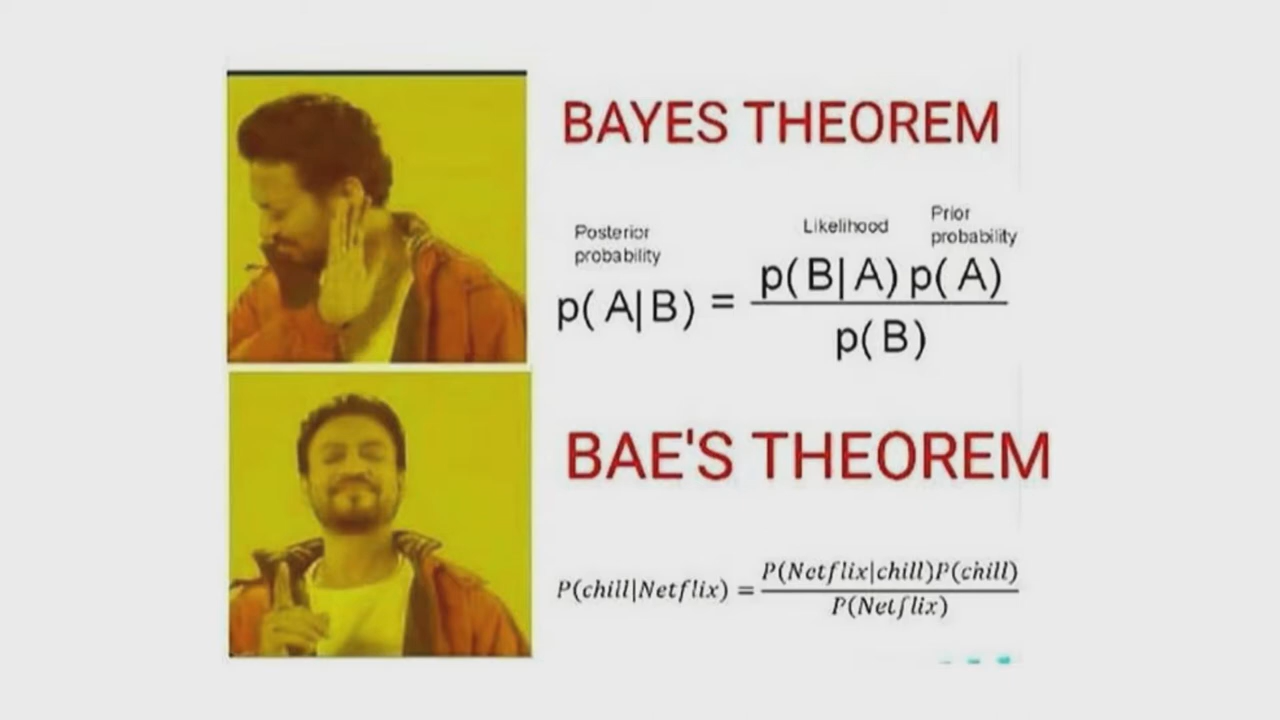 BAYES THEOREM
Posterior probability
Likelihood
Prior probability
p(A|B) = p(B|A) p(A) / p(B)
BAE'S THEOREM
P(chill|Netflix) = P(Netflix|chill)P(chill) / P(Netflix)